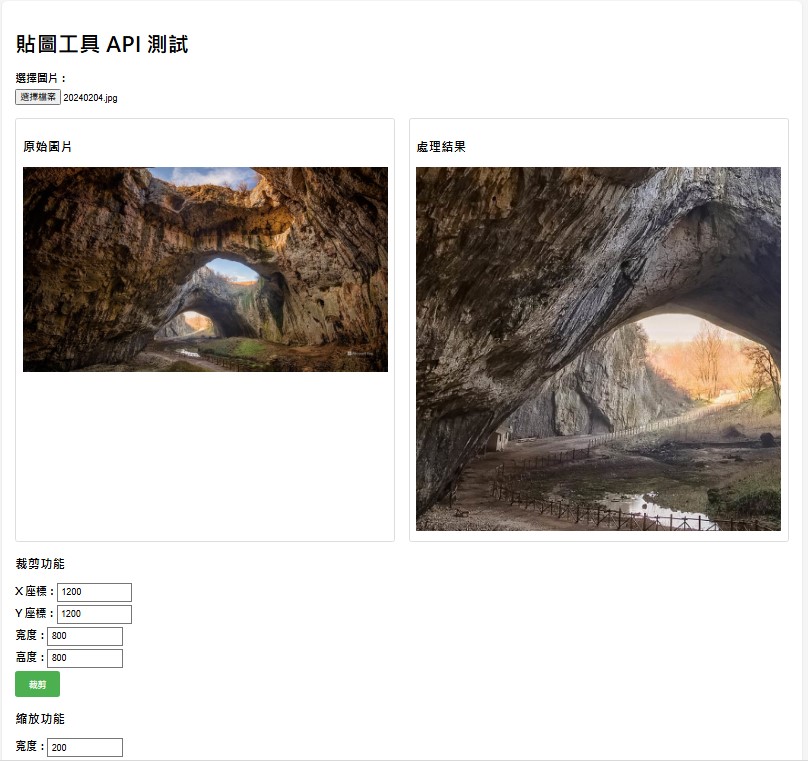 貼圖工具 API 測試
選擇圖片：
選擇檔案 20240204.jpg
原始圖片
處理結果
裁剪功能
X 座標： 1200
Y 座標： 1200
寬度： 800
高度： 800
裁剪
縮放功能
寬度： 200